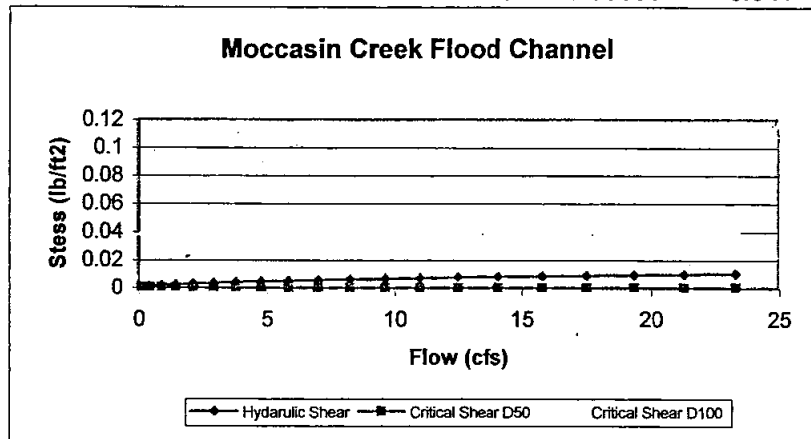 Moccasin Creek Flood Channel
Stess (lb/ft2)
0.12
0.1
0.08
0.06
0.04
0.02
0
0 5 10 15 20 25
Flow (cfs)
Hydarulic Shear Critical Shear D50 Critical Shear D100